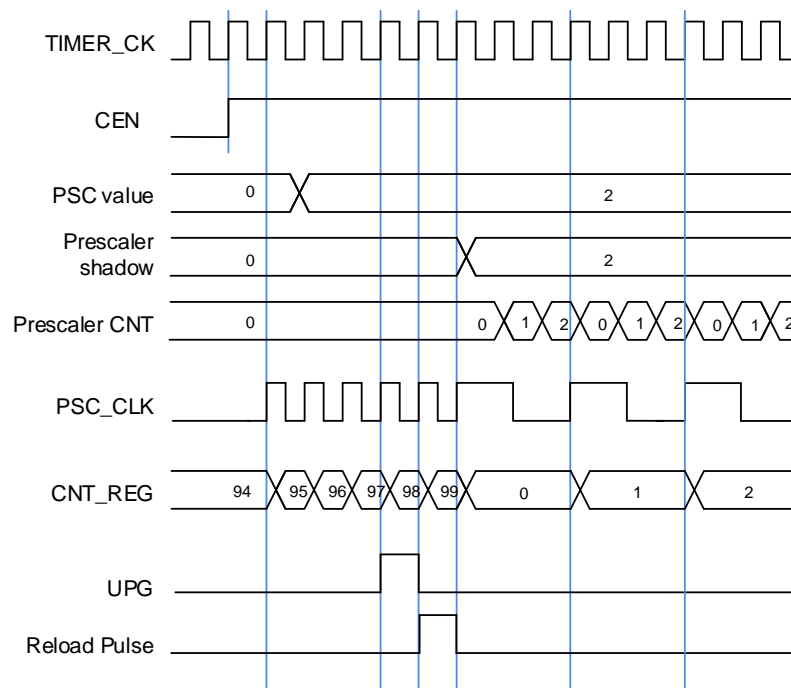 TIMER_CK
CEN
PSC value 0 2
Prescaler
shadow 0 2
Prescaler CNT 0 0 1 2 0 1 2 0 1 2
PSC_CLK
CNT_REG 94 95 96 97 98 99 0 1 2
UPG
Reload Pulse